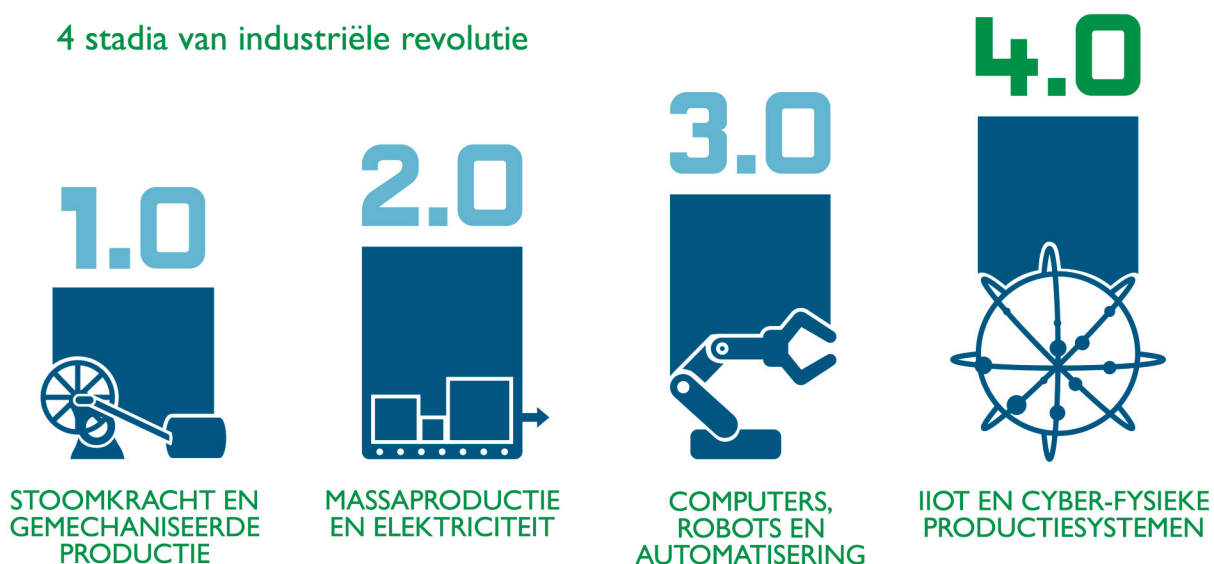 4 stadia van industriële revolutie
1.0
STOOMKRACHT EN
GEMECHANISEERDE
PRODUCTIE
2.0
MASSAPRODUCTIE
EN ELEKTRICITEIT
3.0
COMPUTERS,
ROBOTS EN
AUTOMATISERING
4.0
IIOT EN CYBER-FYSIEKE
PRODUCTIESYSTEMEN